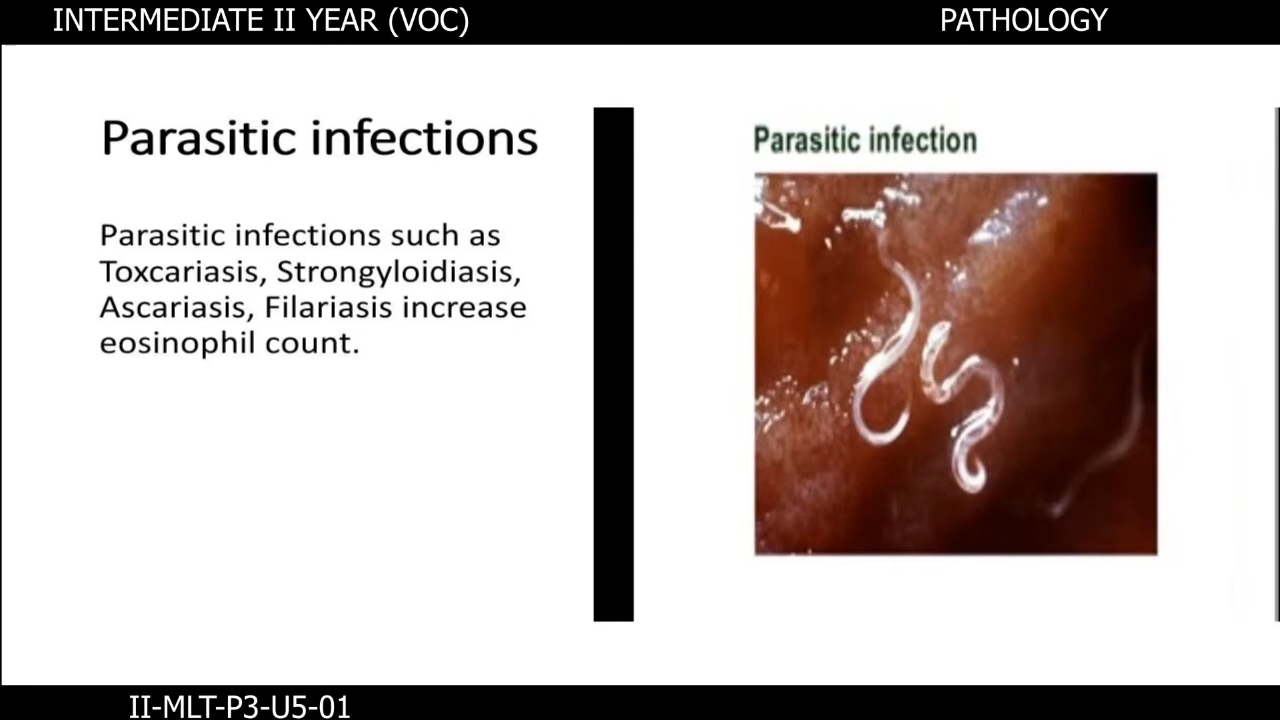 INTERMEDIATE II YEAR (VOC)
PATHOLOGY
Parasitic infections
Parasitic infections such as
Toxcariasis, Strongyloidiasis,
Ascariasis, Filariasis increase
eosinophil count.
Parasitic infection
II-MLT-P3-U5-01